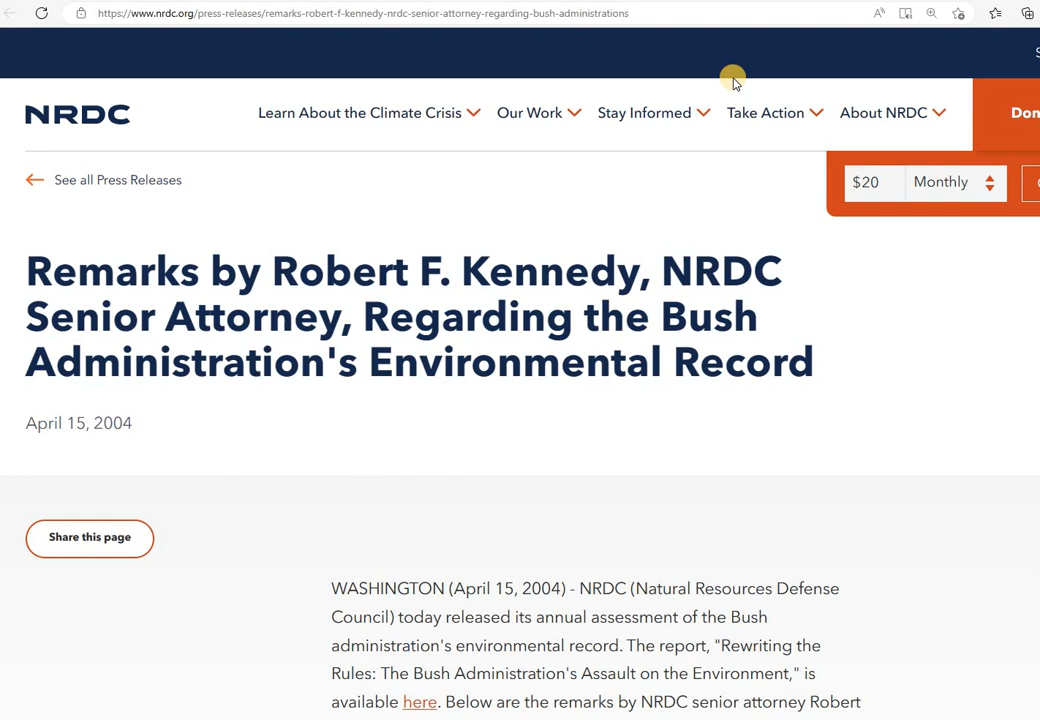 https://www.nrdc.org/press-releases/remarks-robert-f-kennedy-nrdc-senior-attorney-regarding-bush-administrations
NRDC
Learn About the Climate Crisis Our Work Stay Informed Take Action About NRDC
See all Press Releases
$20 Monthly
Remarks by Robert F. Kennedy, NRDC
Senior Attorney, Regarding the Bush
Administration's Environmental Record
April 15, 2004
Share this page
WASHINGTON (April 15, 2004) - NRDC (Natural Resources Defense
Council) today released its annual assessment of the Bush
administration's environmental record. The report, "Rewriting the
Rules: The Bush Administration's Assault on the Environment," is
available here. Below are the remarks by NRDC senior attorney Robert